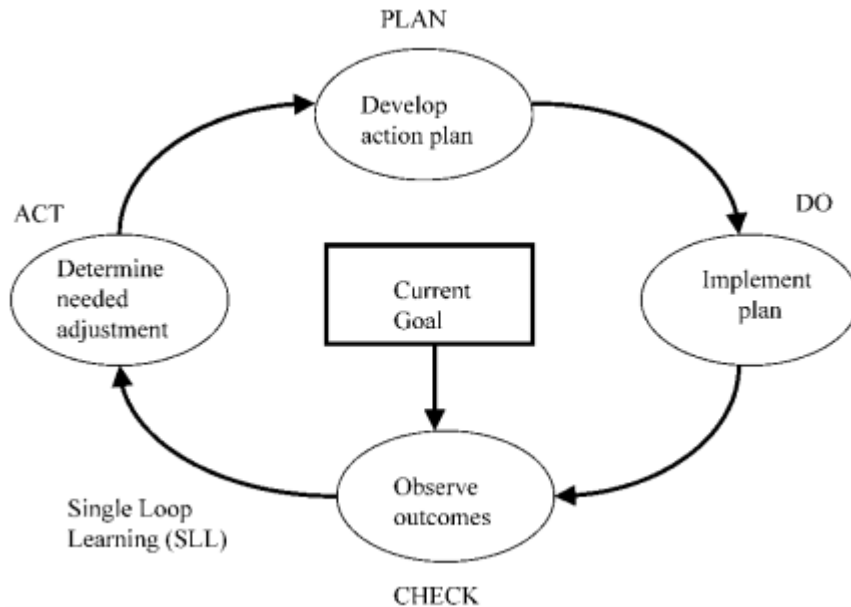 PLAN
Develop
action plan
DO
Implement
plan
ACT
Determine
needed
adjustment
Current
Goal
Observe
outcomes
CHECK
Single Loop
Learning (SLL)